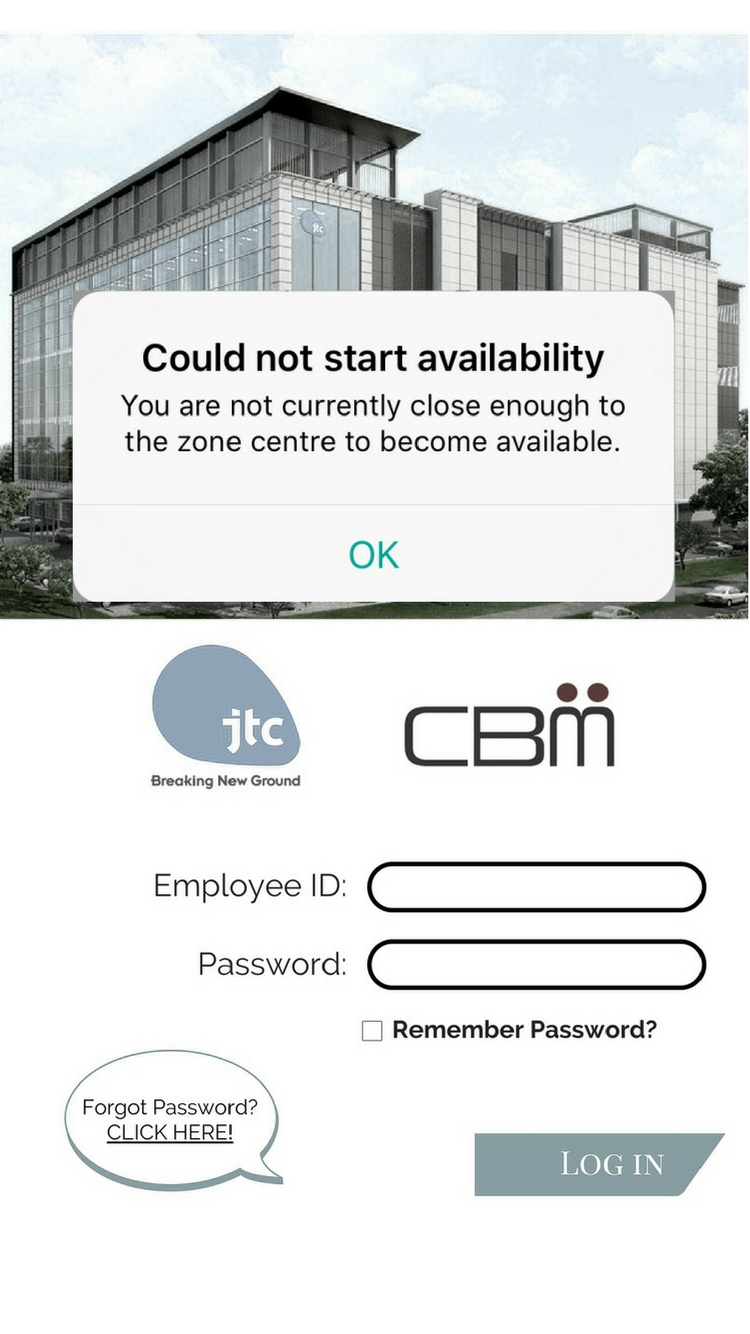 jtc
Could not start availability
You are not currently close enough to
the zone centre to become available.
OK
jtc
Breaking New Ground
CBm
Employee ID:
Password:
Remember Password?
Forgot Password?
CLICK HERE!
LOG IN